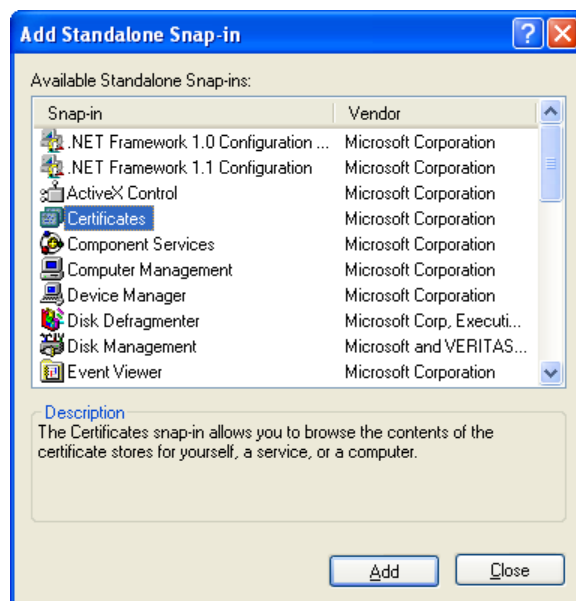 Add Standalone Snap-in
Available Standalone Snap-ins:
Snap-in Vendor
.NET Framework 1.0 Configuration ... Microsoft Corporation
.NET Framework 1.1 Configuration Microsoft Corporation
ActiveX Control Microsoft Corporation
Certificates Microsoft Corporation
Component Services Microsoft Corporation
Computer Management Microsoft Corporation
Device Manager Microsoft Corporation
Disk Defragmenter Microsoft Corp, Executi...
Disk Management Microsoft and VERITAS...
Event Viewer Microsoft Corporation
Description
The Certificates snap-in allows you to browse the contents of the
certificate stores for yourself, a service, or a computer.
Add Close